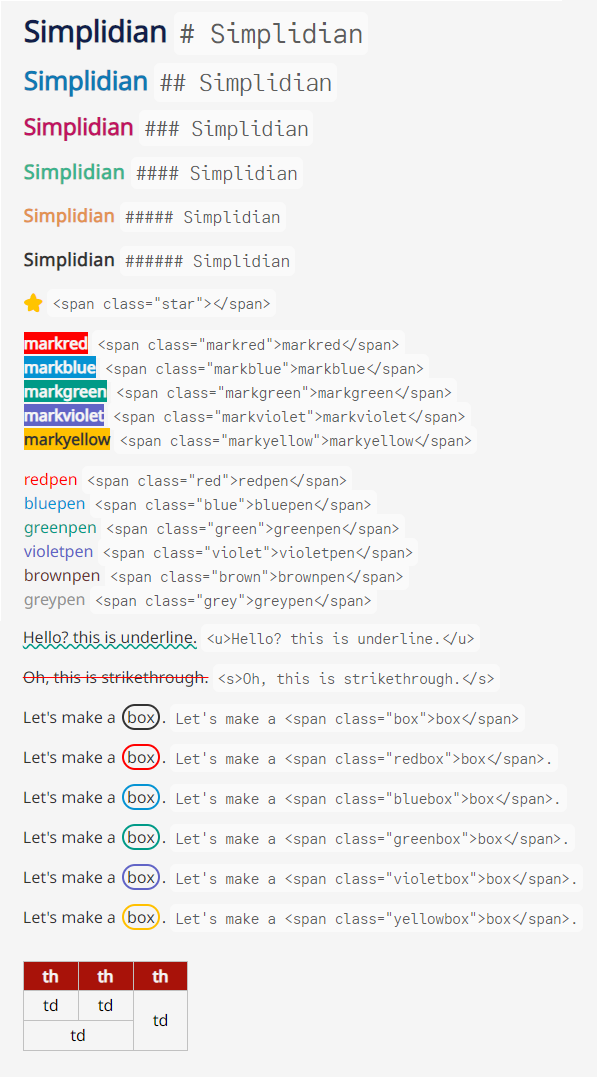 Simplidian # Simplidian
Simplidian ## Simplidian
Simplidian ### Simplidian
Simplidian #### Simplidian
Simplidian ##### Simplidian
Simplidian ###### Simplidian
<span class="star"></span>
markred <span class="markred">markred</span>
markblue <span class="markblue">markblue</span>
markgreen <span class="markgreen">markgreen</span>
markviolet <span class="markviolet">markviolet</span>
markyellow <span class="markyellow">markyellow</span>
redpen <span class="red">redpen</span>
bluepen <span class="blue">bluepen</span>
greenpen <span class="green">greenpen</span>
violetpen <span class="violet">violetpen</span>
brownpen <span class="brown">brownpen</span>
greypen <span class="grey">greypen</span>
Hello? this is underline. <u>Hello? this is underline.</u>
Oh, this is strikethrough. <s>Oh, this is strikethrough.</s>
Let's make a box. Let's make a <span class="box">box</span>
Let's make a box. Let's make a <span class="redbox">box</span>.
Let's make a box. Let's make a <span class="bluebox">box</span>.
Let's make a box. Let's make a <span class="greenbox">box</span>.
Let's make a box. Let's make a <span class="violetbox">box</span>.
Let's make a box. Let's make a <span class="yellowbox">box</span>.
th th th
td td
td
td